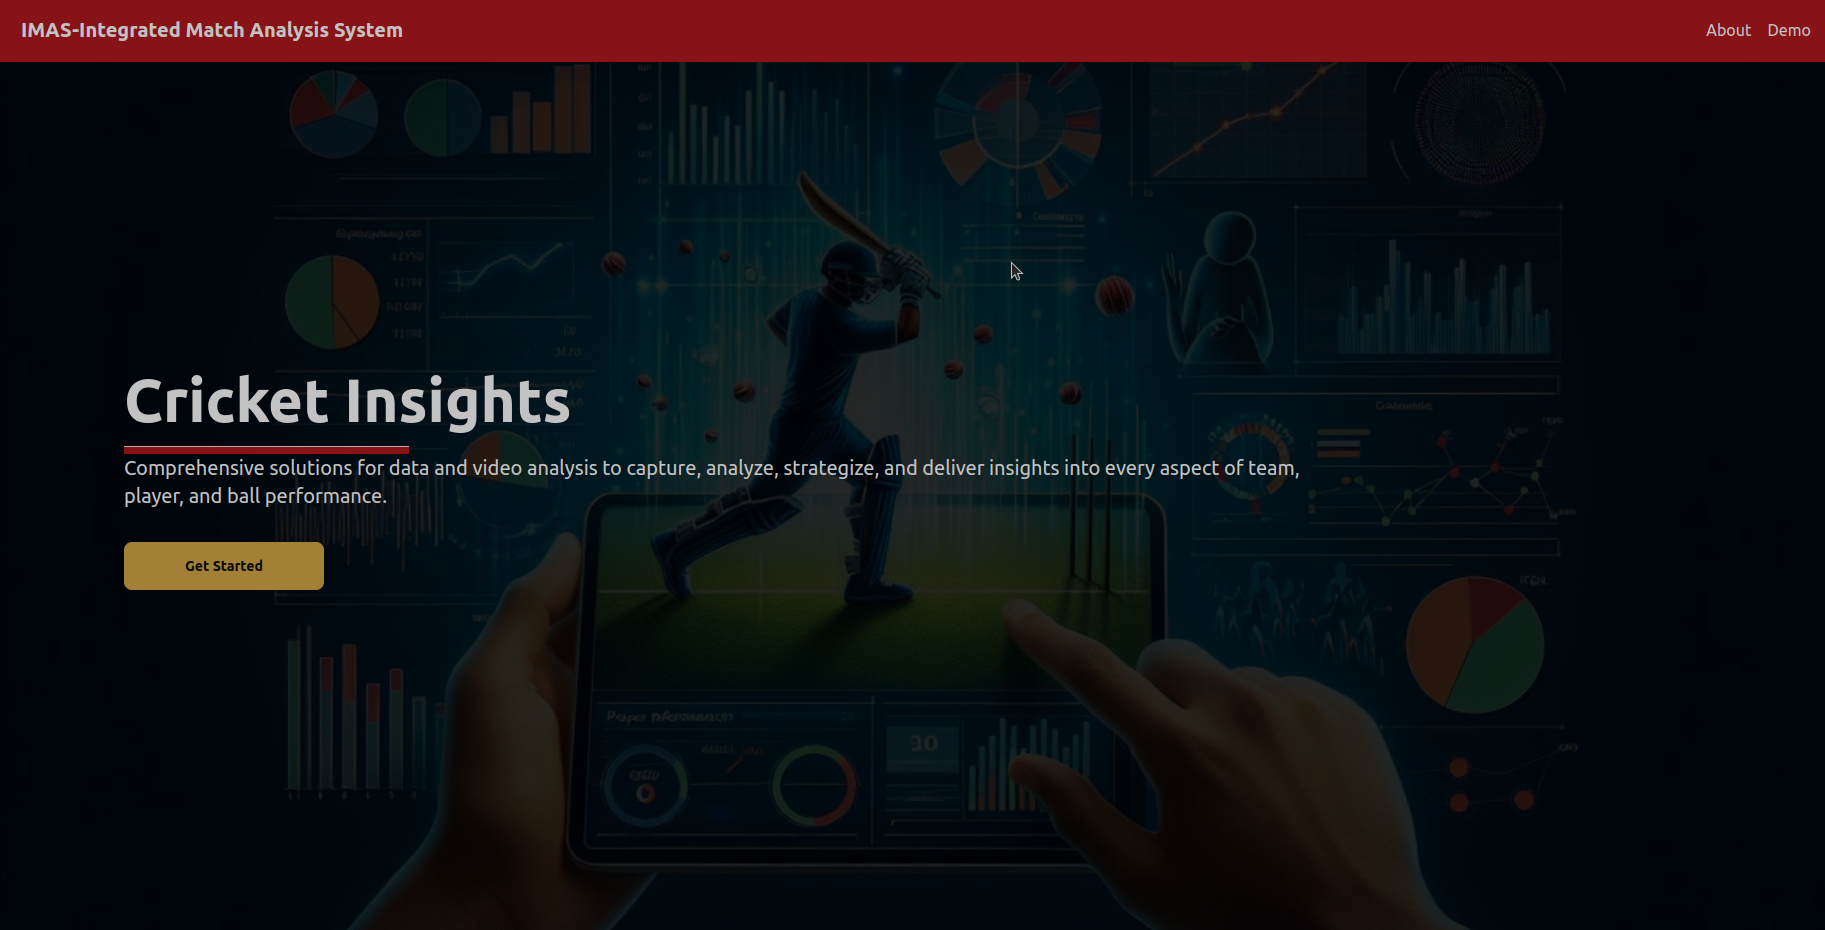 IMAS-Integrated Match Analysis System
About Demo
Cricket Insights
Comprehensive solutions for data and video analysis to capture, analyze, strategize, and deliver insights into every aspect of team,
player, and ball performance.
Get Started
30